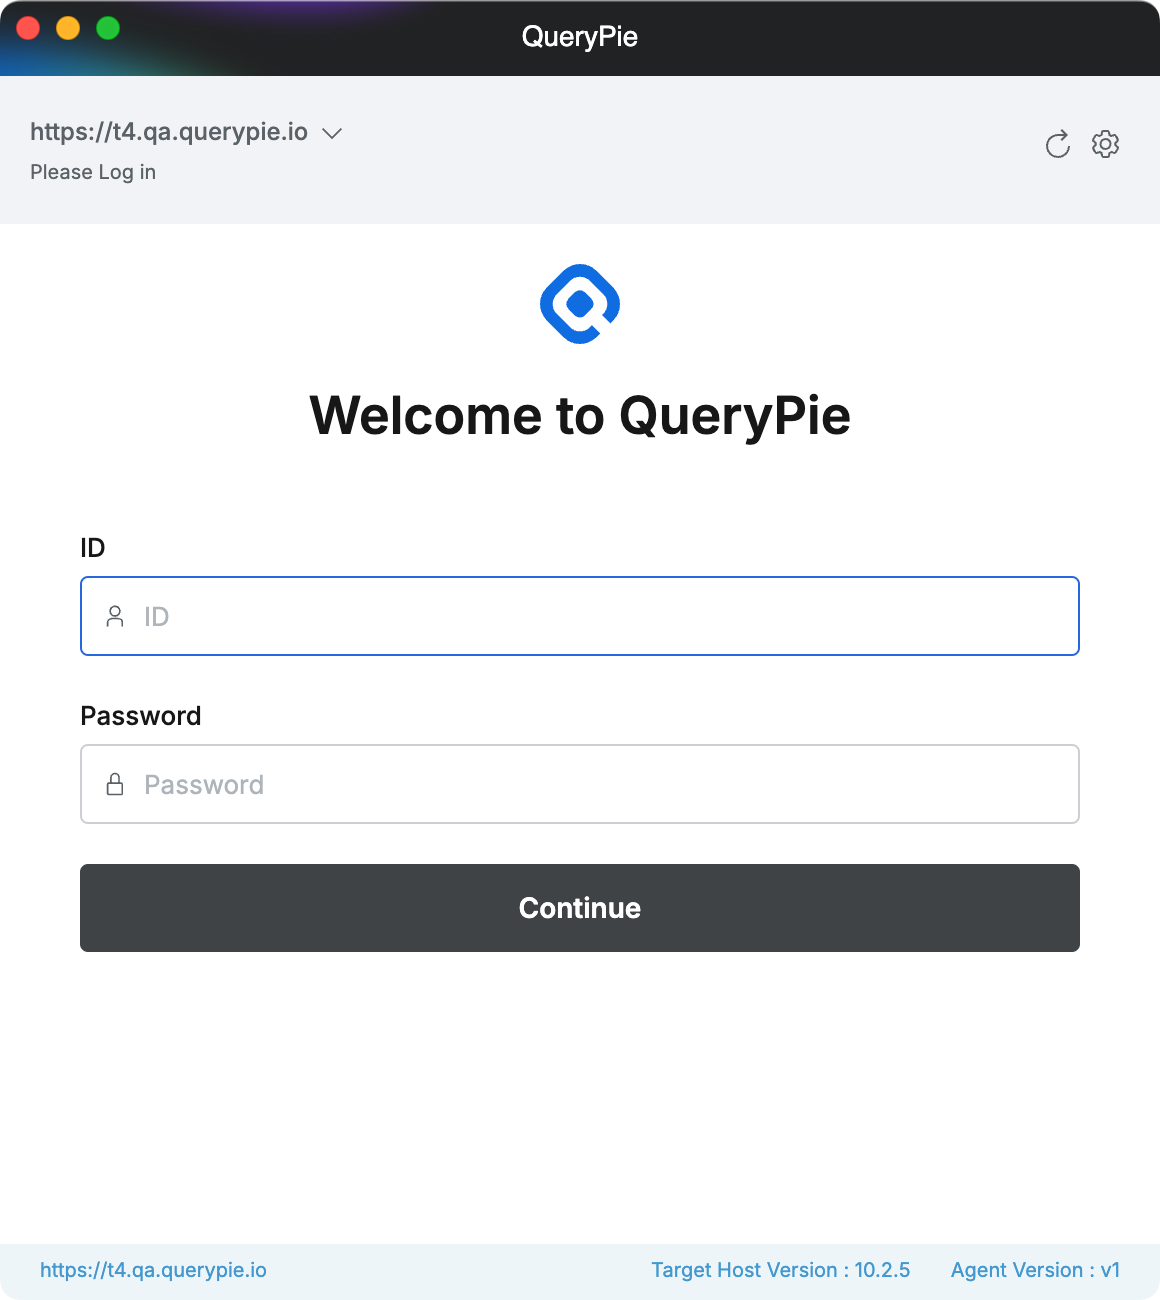 QueryPie
https://t4.qa.querypie.io
Please Log in
Welcome to QueryPie
ID
ID
Password
Password
Continue
https://t4.qa.querypie.io
Target Host Version : 10.2.5
Agent Version : v1